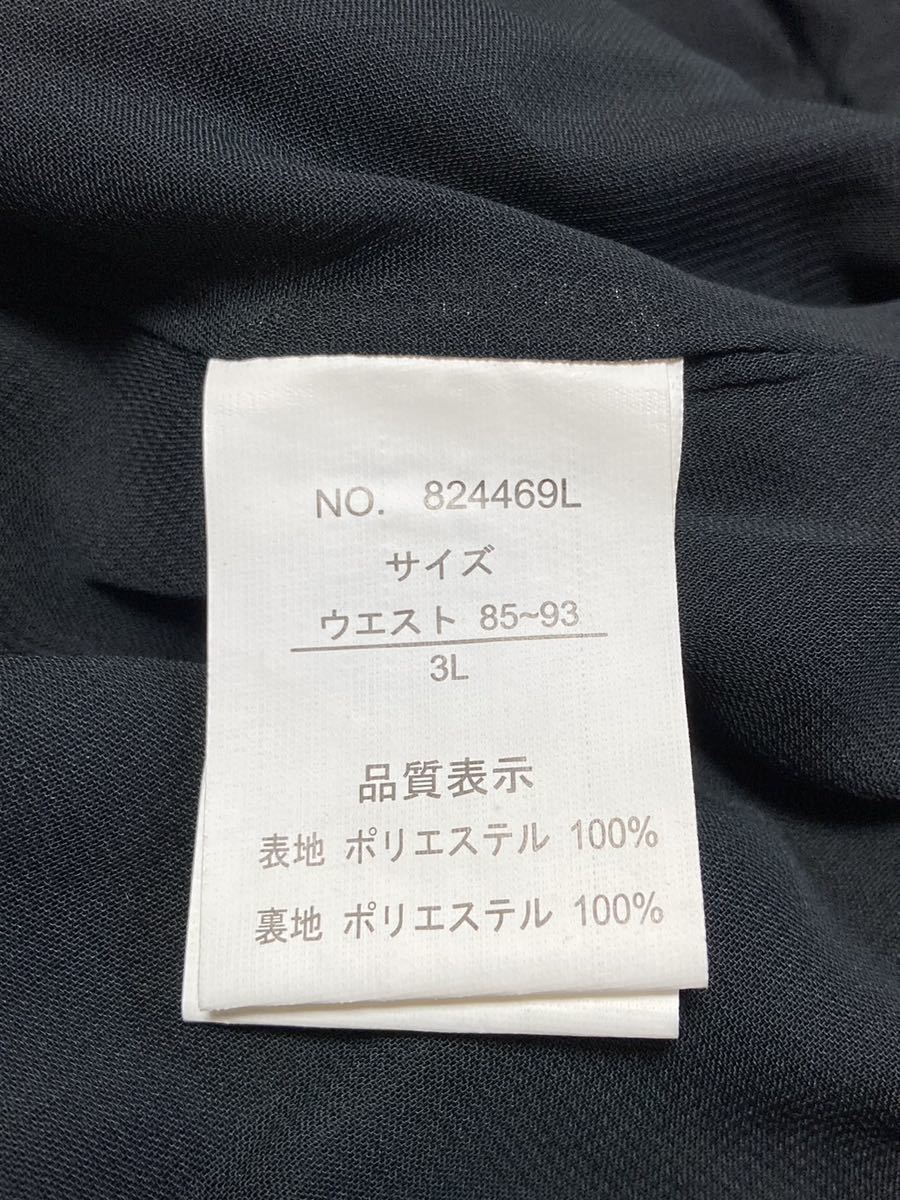 NO. 824469L
サイズ
ウエスト 85~93
3L
品質表示
表地 ポリエステル 100%
裏地 ポリエステル 100%